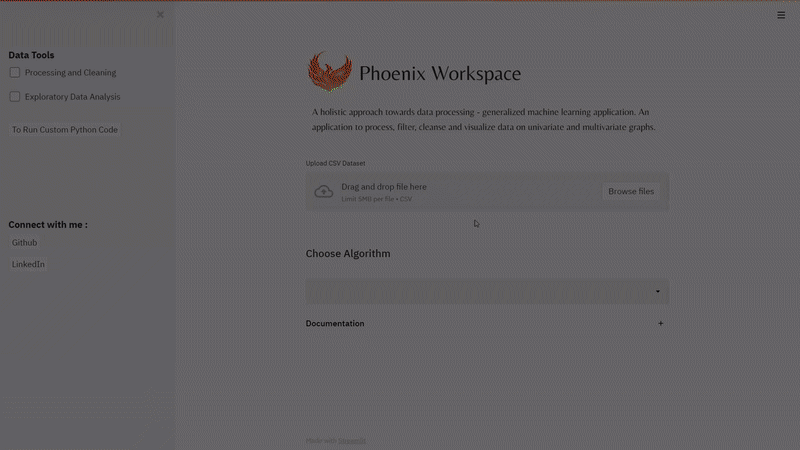 Data Tools
Processing and Cleaning
Exploratory Data Analysis
To Run Custom Python Code
Connect with me :
Github
LinkedIn
Phoenix Workspace
A holistic approach towards data processing - generalized machine learning application. An
application to process, filter, cleanse and visualize data on univariate and multivariate graphs.
Upload CSV Dataset
Drag and drop file here
Limit 5MB per file • CSV
Browse files
Choose Algorithm
Documentation
Made with Streamlit